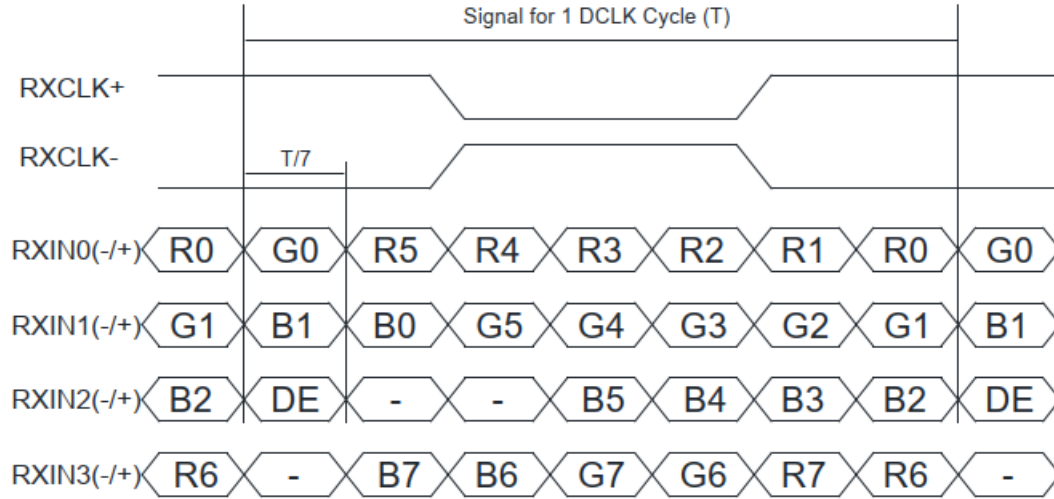 Signal for 1 DCLK Cycle (T)
RXCLK+
RXCLK-
T/7
RXIN0(-/+) R0 G0 R5 R4 R3 R2 R1 R0 G0
RXIN1(-/+) G1 B1 B0 G5 G4 G3 G2 G1 B1
RXIN2(-/+) B2 DE - - B5 B4 B3 B2 DE
RXIN3(-/+) R6 - B7 B6 G7 G6 R7 R6 -